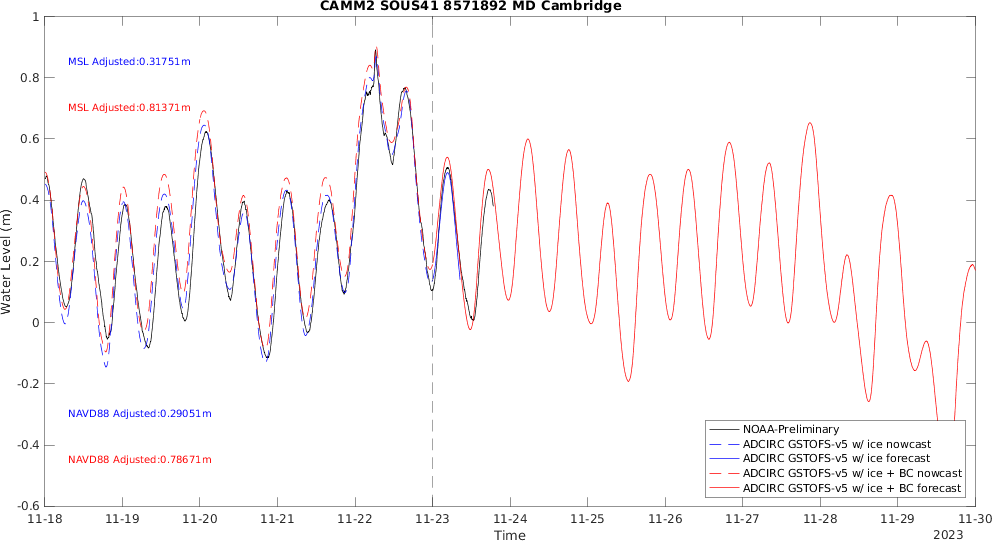 CAMM2 SOUS41 8571892 MD Cambridge
1
0.8
0.6
0.4
0.2
0
-0.2
-0.4
-0.6
Water Level (m)
MSL Adjusted:0.31751m
MSL Adjusted:0.81371m
NAVD88 Adjusted:0.29051m
NAVD88 Adjusted:0.78671m
NOAA-Preliminary
ADCIRC GSTOFS-v5 w/ ice nowcast
ADCIRC GSTOFS-v5 w/ ice forecast
ADCIRC GSTOFS-v5 w/ ice + BC nowcast
ADCIRC GSTOFS-v5 w/ ice + BC forecast
11-18 11-19 11-20 11-21 11-22 11-23 11-24 11-25 11-26 11-27 11-28 11-29 11-30
Time
2023